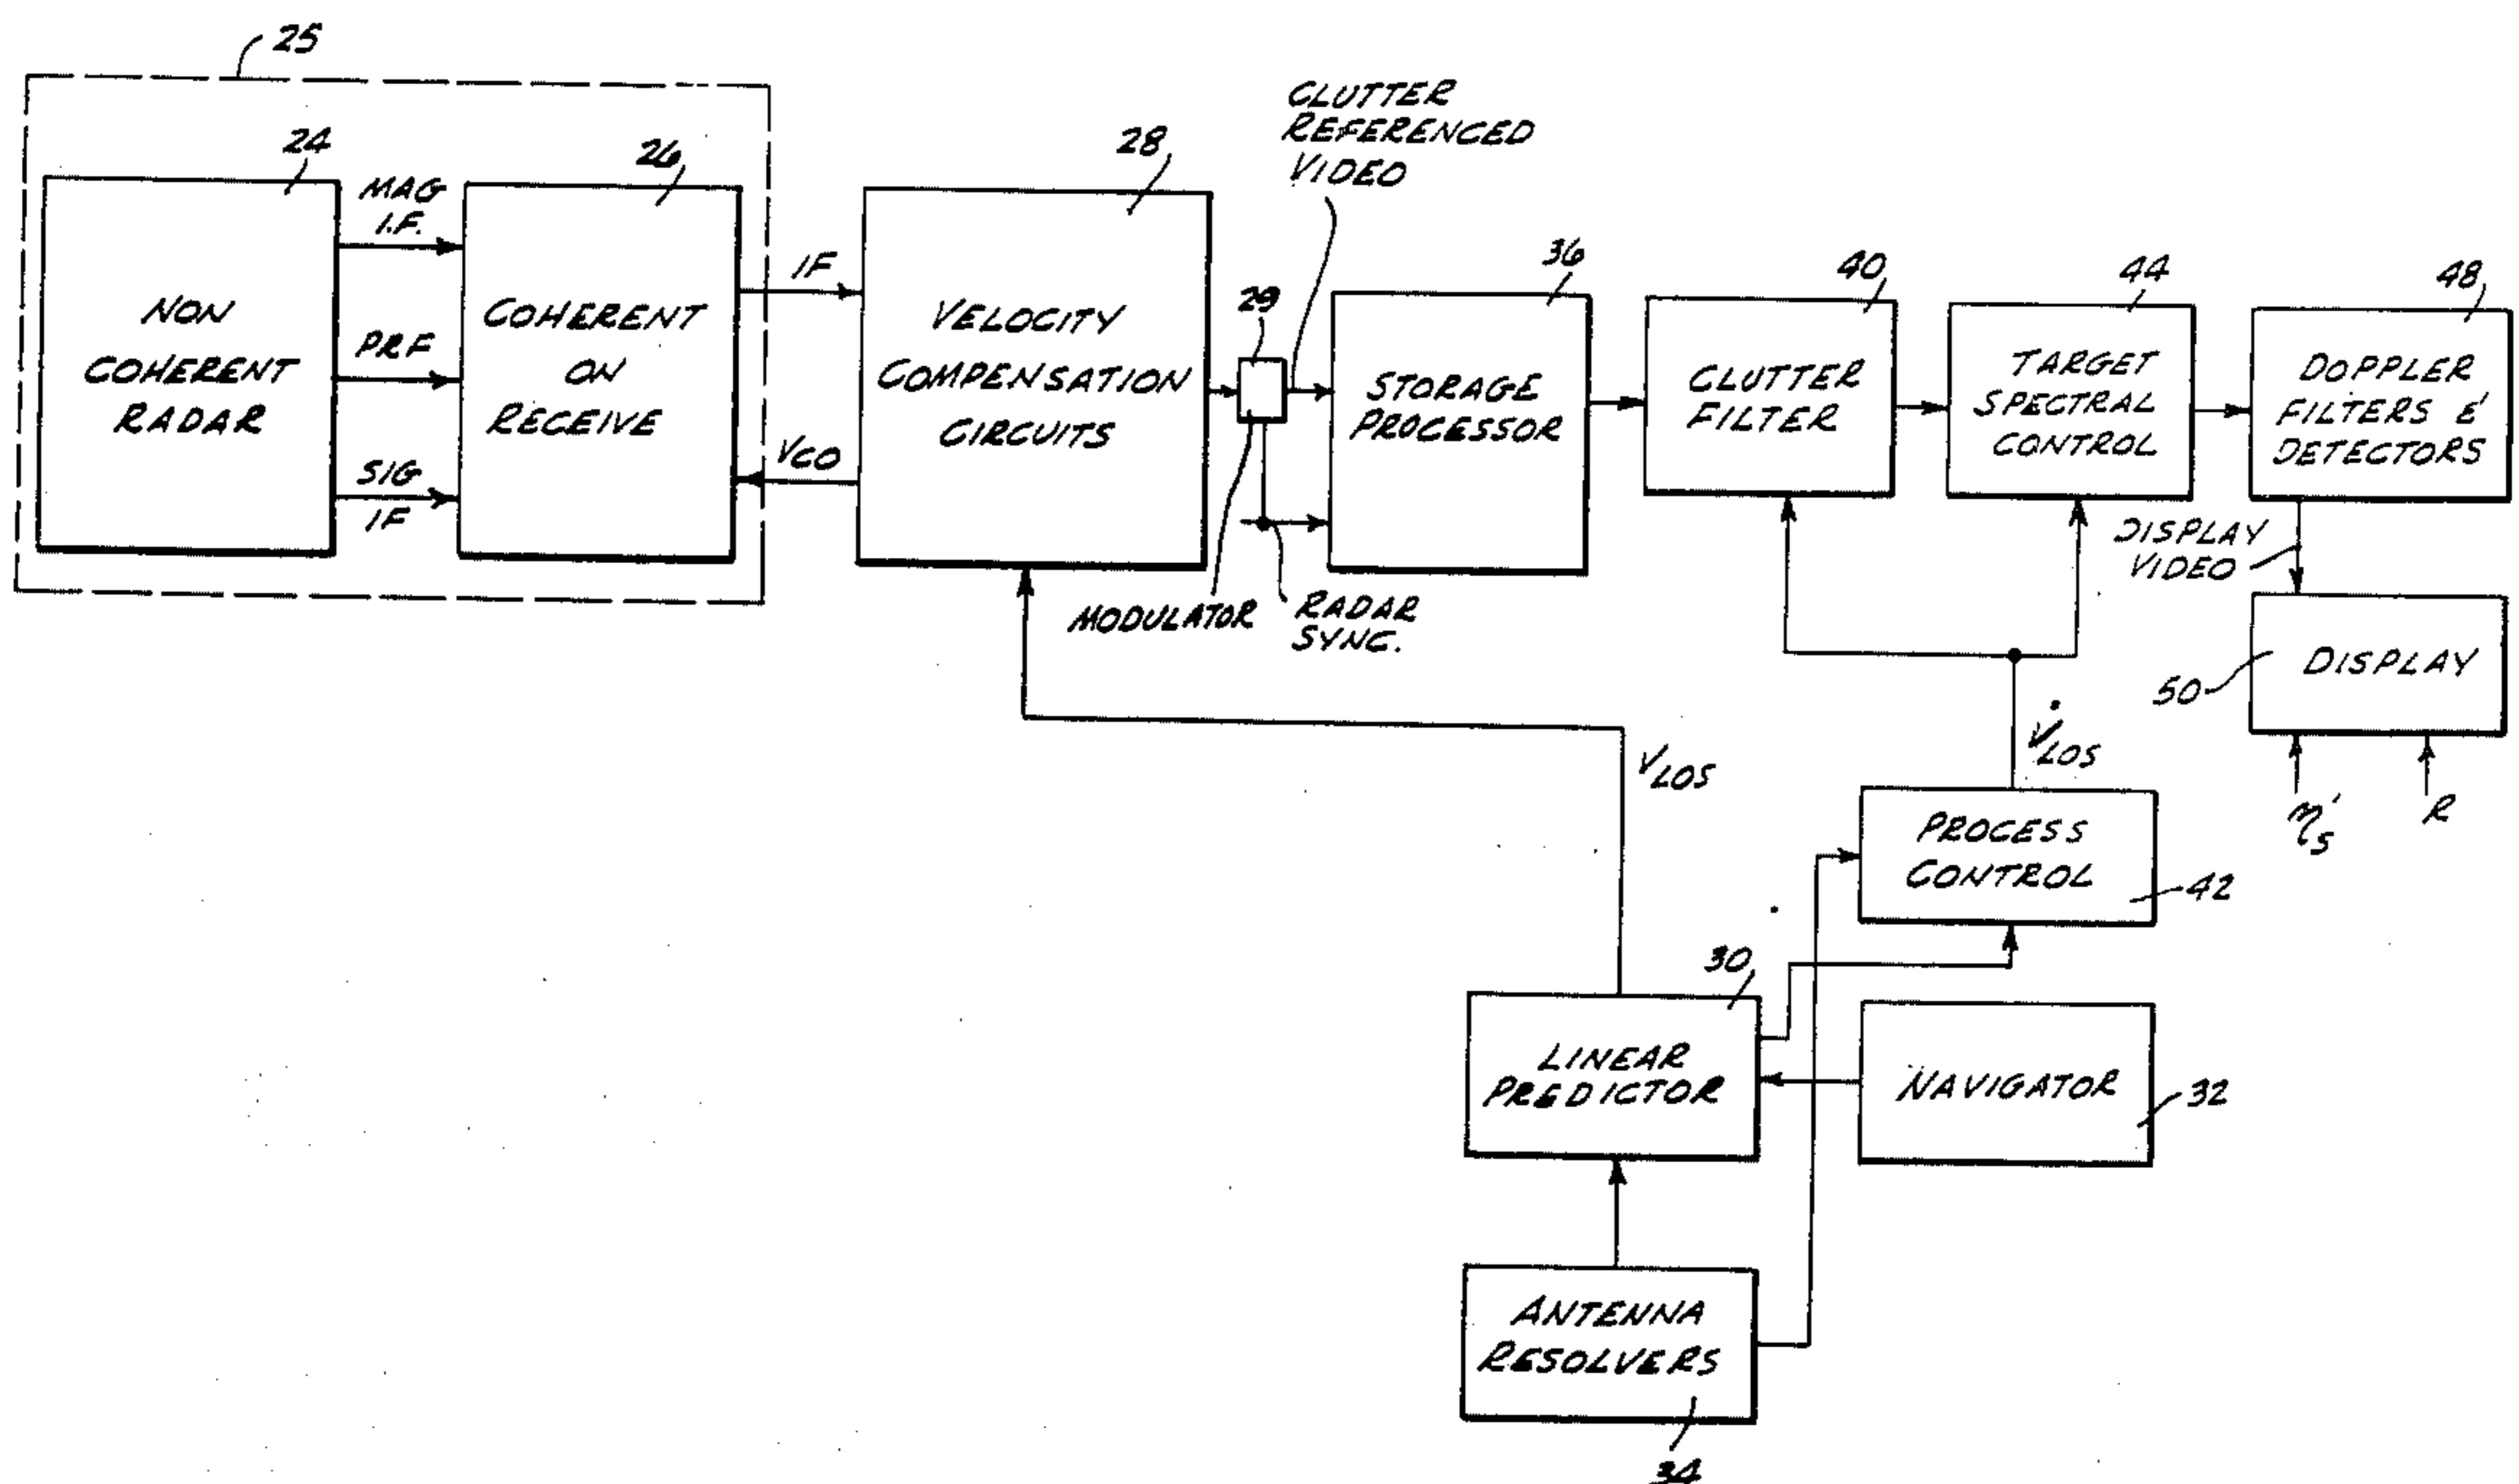 25
24
NON
COHERENT
RADAR
MAG
I.F.
PRF
SIG
IF
26
COHERENT
ON
RECEIVE
IF
VCO
28
VELOCITY
COMPENSATION
CIRCUITS
29
CLUTTER
REFERENCED
VIDEO
MODULATOR
RADAR
SYNC.
36
STORAGE
PROCESSOR
40
CLUTTER
FILTER
44
TARGET
SPECTRAL
CONTROL
48
DOPPLER
FILTERS &
DETECTORS
DISPLAY
VIDEO
50
DISPLAY
η'S
R
VLOS
V̇LOS
PROCESS
CONTROL
42
30
LINEAR
PREDICTOR
NAVIGATOR
32
ANTENNA
RESOLVERS
34